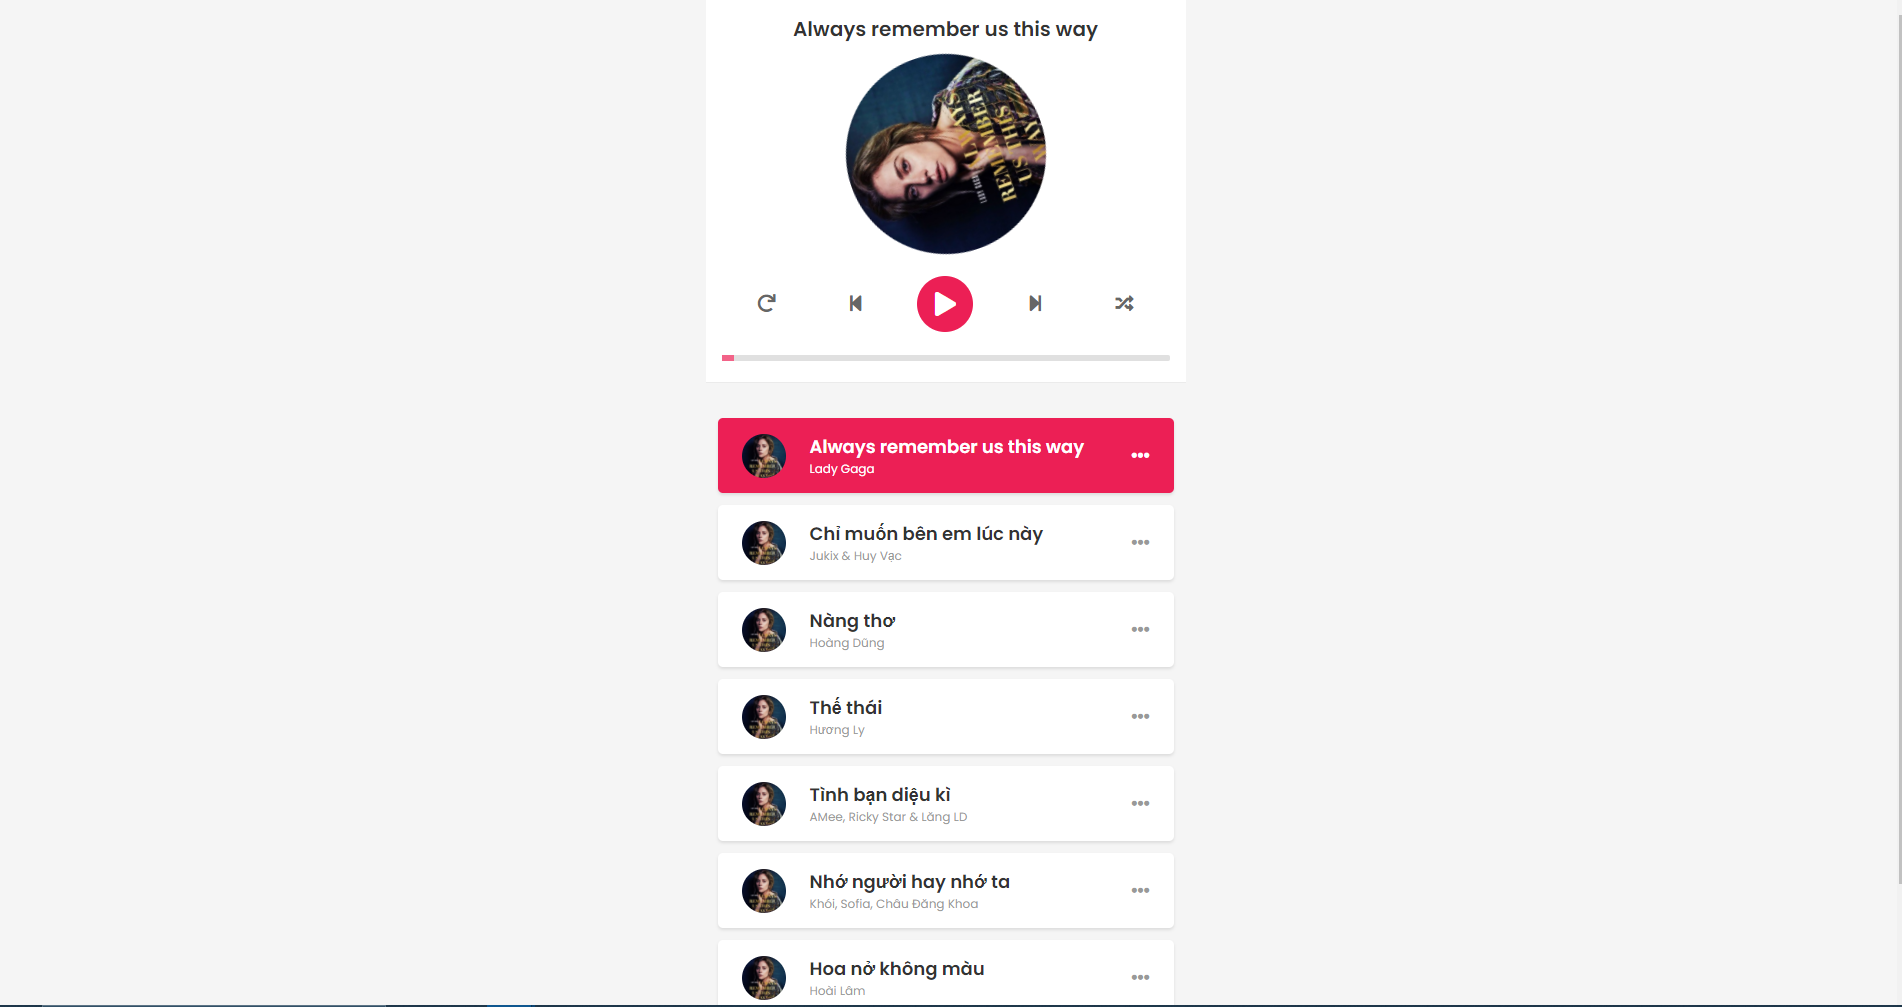 Always remember us this way
ALWAYS
REMEMBER
US THIS
WAY
LADY GAGA
Always remember us this way
Lady Gaga
Chỉ muốn bên em lúc này
Jukix & Huy Vạc
Nàng thơ
Hoàng Dũng
Thế thái
Hương Ly
Tình bạn diệu kì
AMee, Ricky Star & Lăng LD
Nhớ người hay nhớ ta
Khói, Sofia, Châu Đăng Khoa
Hoa nở không màu
Hoài Lâm